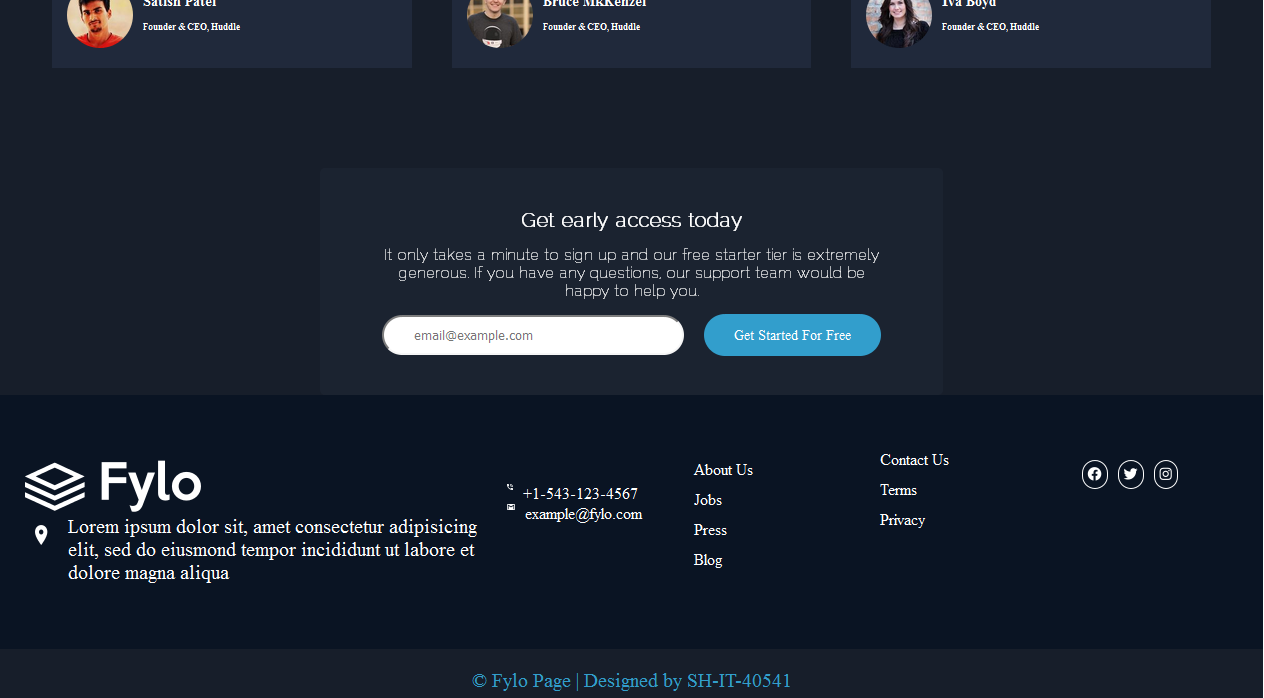 Satish Patel
Founder & CEO, Huddle
Bruce McKenzel
Founder & CEO, Huddle
Iva Boyd
Founder & CEO, Huddle
Get early access today
It only takes a minute to sign up and our free starter tier is extremely
generous. If you have any questions, our support team would be
happy to help you.
email@example.com
Get Started For Free
Fylo
Lorem ipsum dolor sit, amet consectetur adipisicing
elit, sed do eiusmond tempor incididunt ut labore et
dolore magna aliqua
+1-543-123-4567
example@fylo.com
About Us
Jobs
Press
Blog
Contact Us
Terms
Privacy
© Fylo Page | Designed by SH-IT-40541